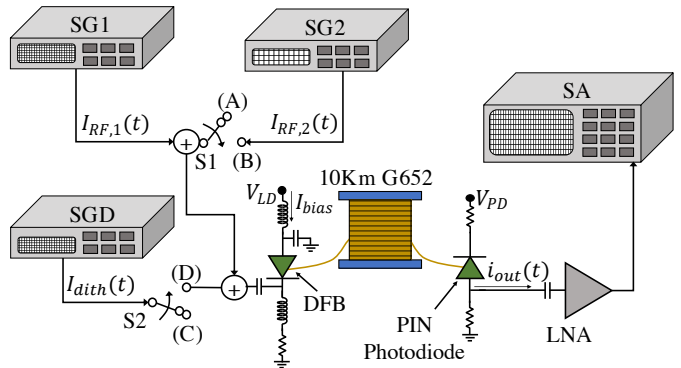 SG1
SG2
SA
I_{RF,1}(t)
(A)
I_{RF,2}(t)
S1
(B)
10Km G652
V_{LD}
I_{bias}
V_{PD}
SGD
I_{dith}(t)
(D)
i_{out}(t)
S2
(C)
DFB
PIN
Photodiode
LNA